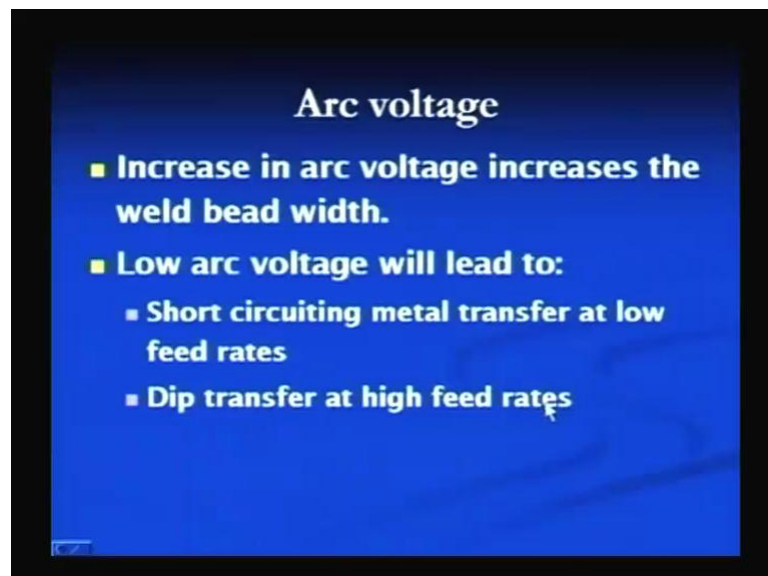 Arc voltage
Increase in arc voltage increases the
weld bead width.
Low arc voltage will lead to:
Short circuiting metal transfer at low
feed rates
Dip transfer at high feed rates